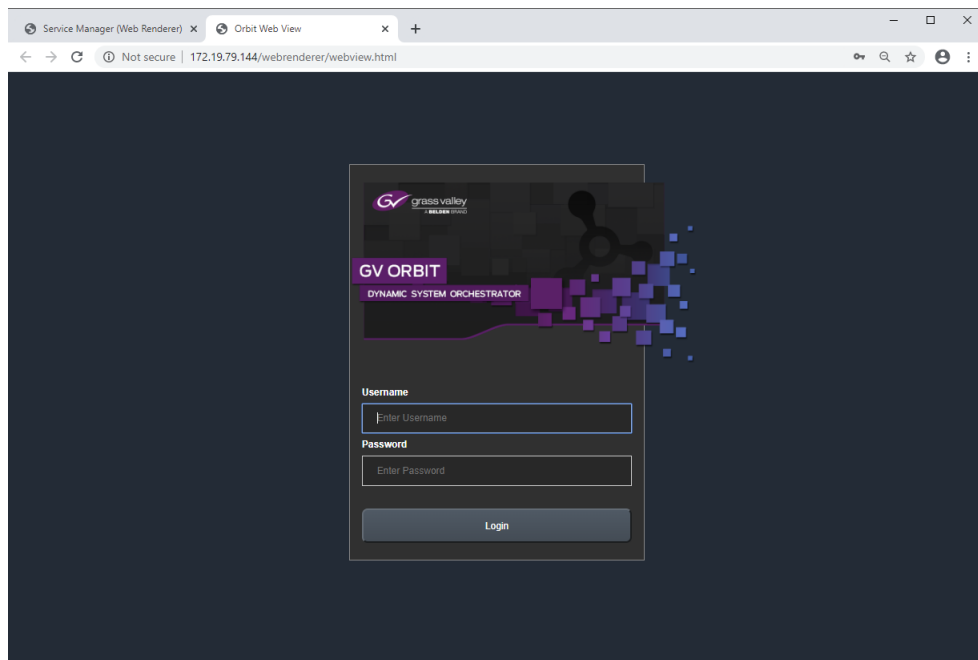 Service Manager (Web Renderer)
Orbit Web View
Not secure | 172.19.79.144/webrenderer/webview.html
GV grass valley
A BELDEN BRAND
GV ORBIT
DYNAMIC SYSTEM ORCHESTRATOR
Username
Enter Username
Password
Enter Password
Login